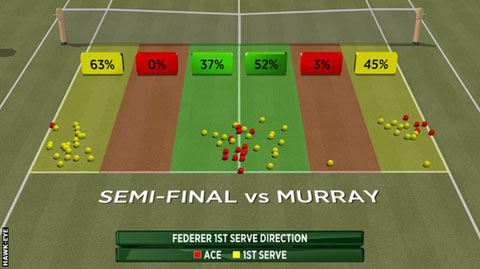 63% 0% 37% 52% 3% 45%
SEMI-FINAL vs MURRAY
FEDERER 1ST SERVE DIRECTION
ACE 1ST SERVE
HAWK-EYE